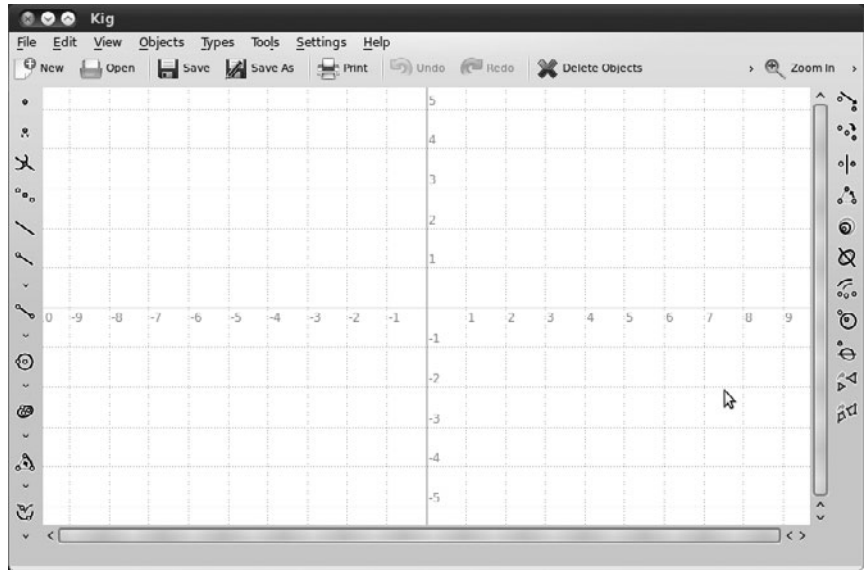 Kig
File Edit View Objects Types Tools Settings Help
New Open Save Save As Print Undo Redo Delete Objects Zoom In
5
4
3
2
1
.0 -9 -8 -7 -6 -5 -4 -3 -2 -1 1 2 3 4 5 6 7 8 9
-1
-2
-3
-4
-5